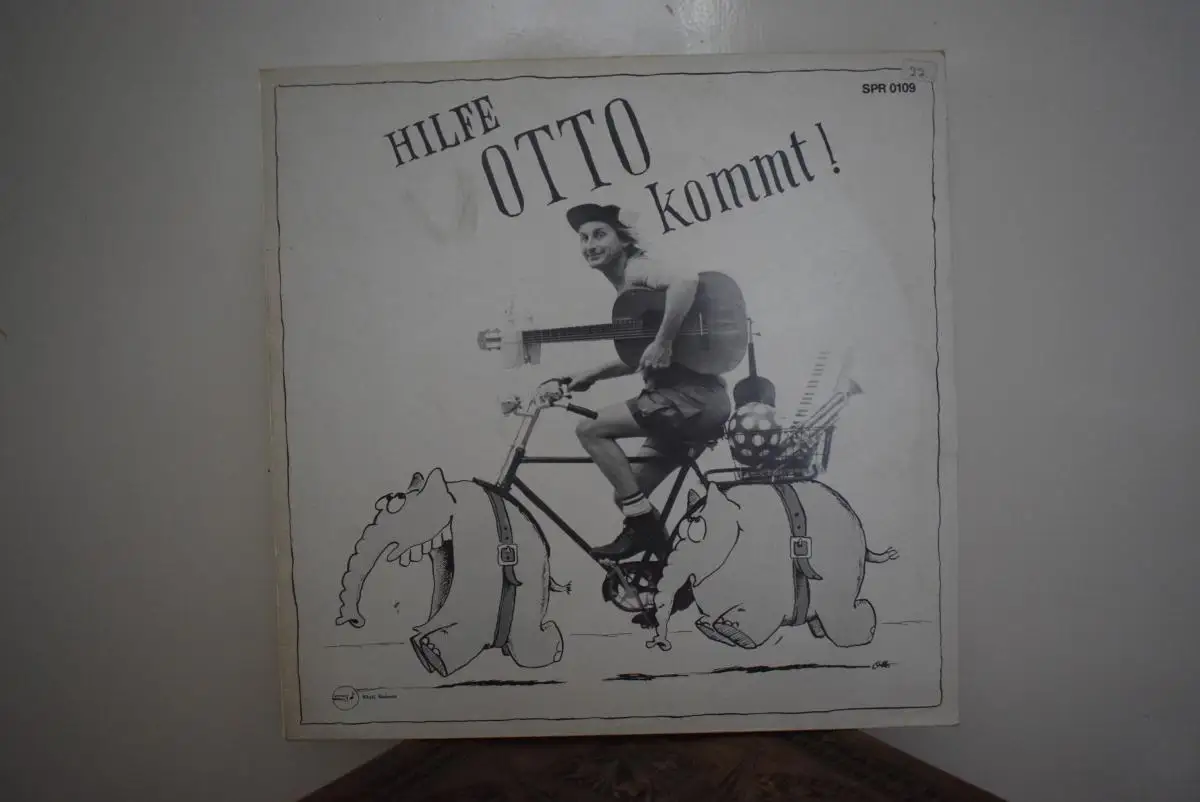 SPR 0109
HILFE
OTTO
kommt!